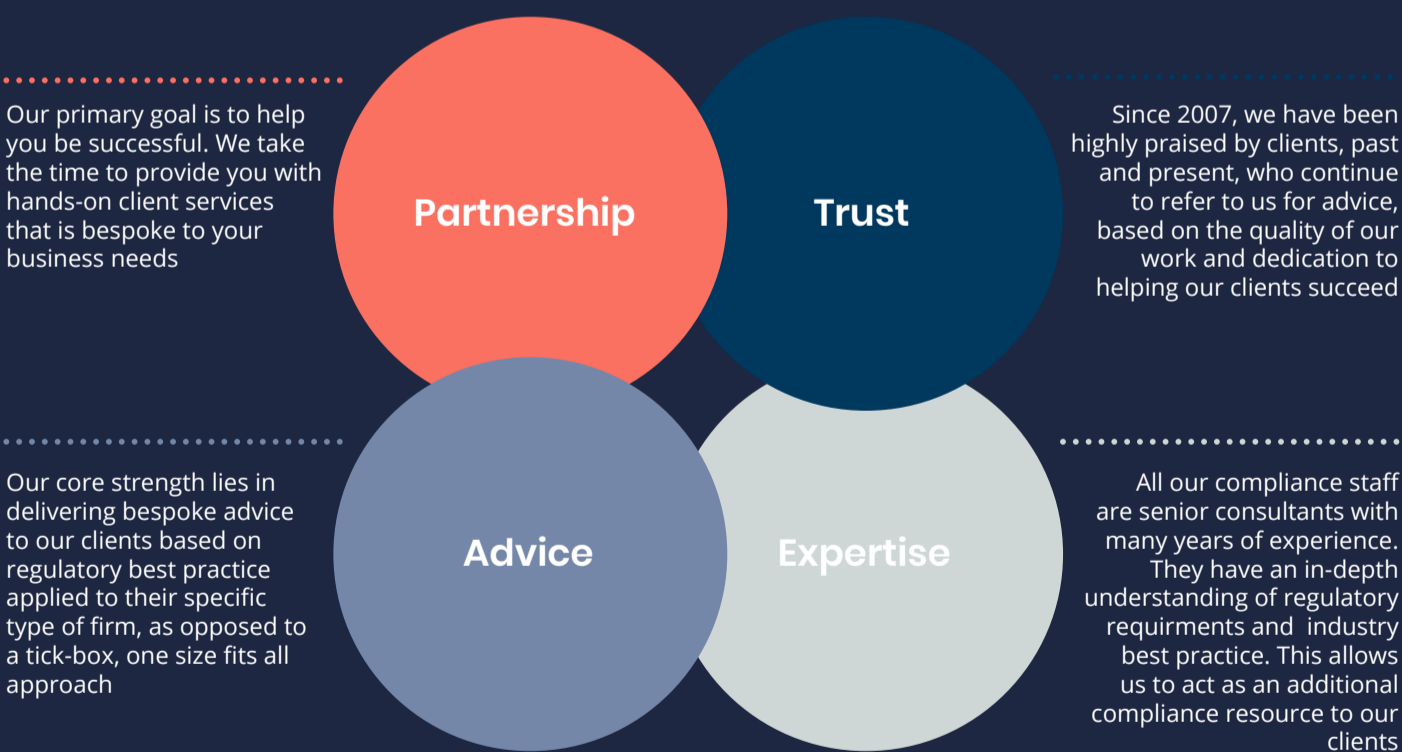 Our primary goal is to help
you be successful. We take
the time to provide you with
hands-on client services
that is bespoke to your
business needs
Partnership
Trust
Since 2007, we have been
highly praised by clients, past
and present, who continue
to refer to us for advice,
based on the quality of our
work and dedication to
helping our clients succeed
Our core strength lies in
delivering bespoke advice
to our clients based on
regulatory best practice
applied to their specific
type of firm, as opposed to
a tick-box, one size fits all
approach
Advice
Expertise
All our compliance staff
are senior consultants with
many years of experience.
They have an in-depth
understanding of regulatory
requirments and  industry
best practice. This allows
us to act as an additional
compliance resource to our
clients